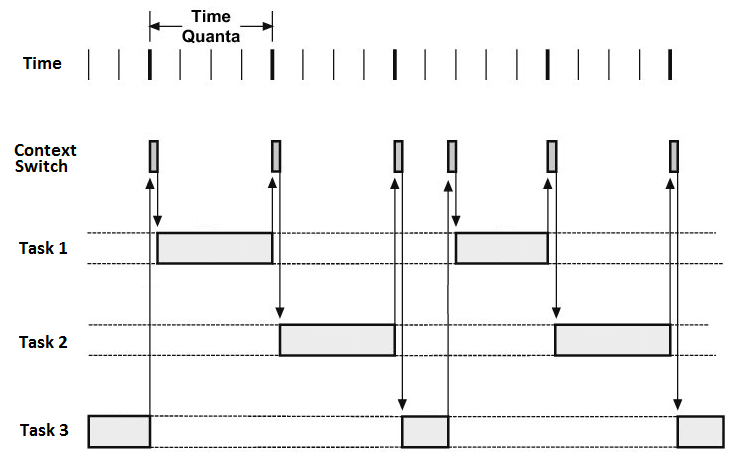 Time
Quanta
Time
Context
Switch
Task 1
Task 2
Task 3